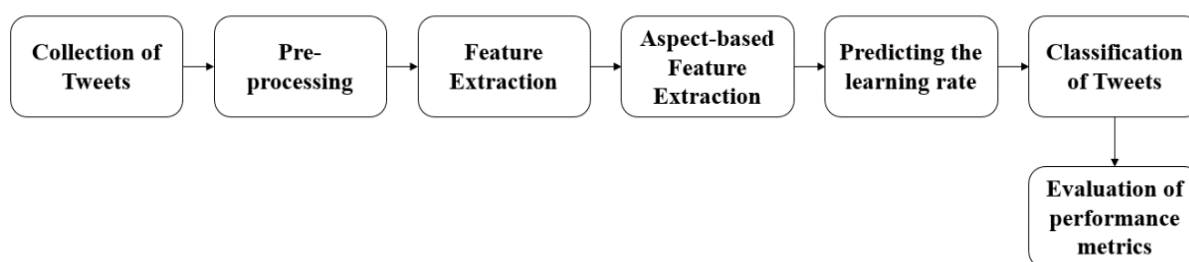 Collection of
Tweets
Pre-
processing
Feature
Extraction
Aspect-based
Feature
Extraction
Predicting the
learning rate
Classification
of Tweets
Evaluation of
performance
metrics